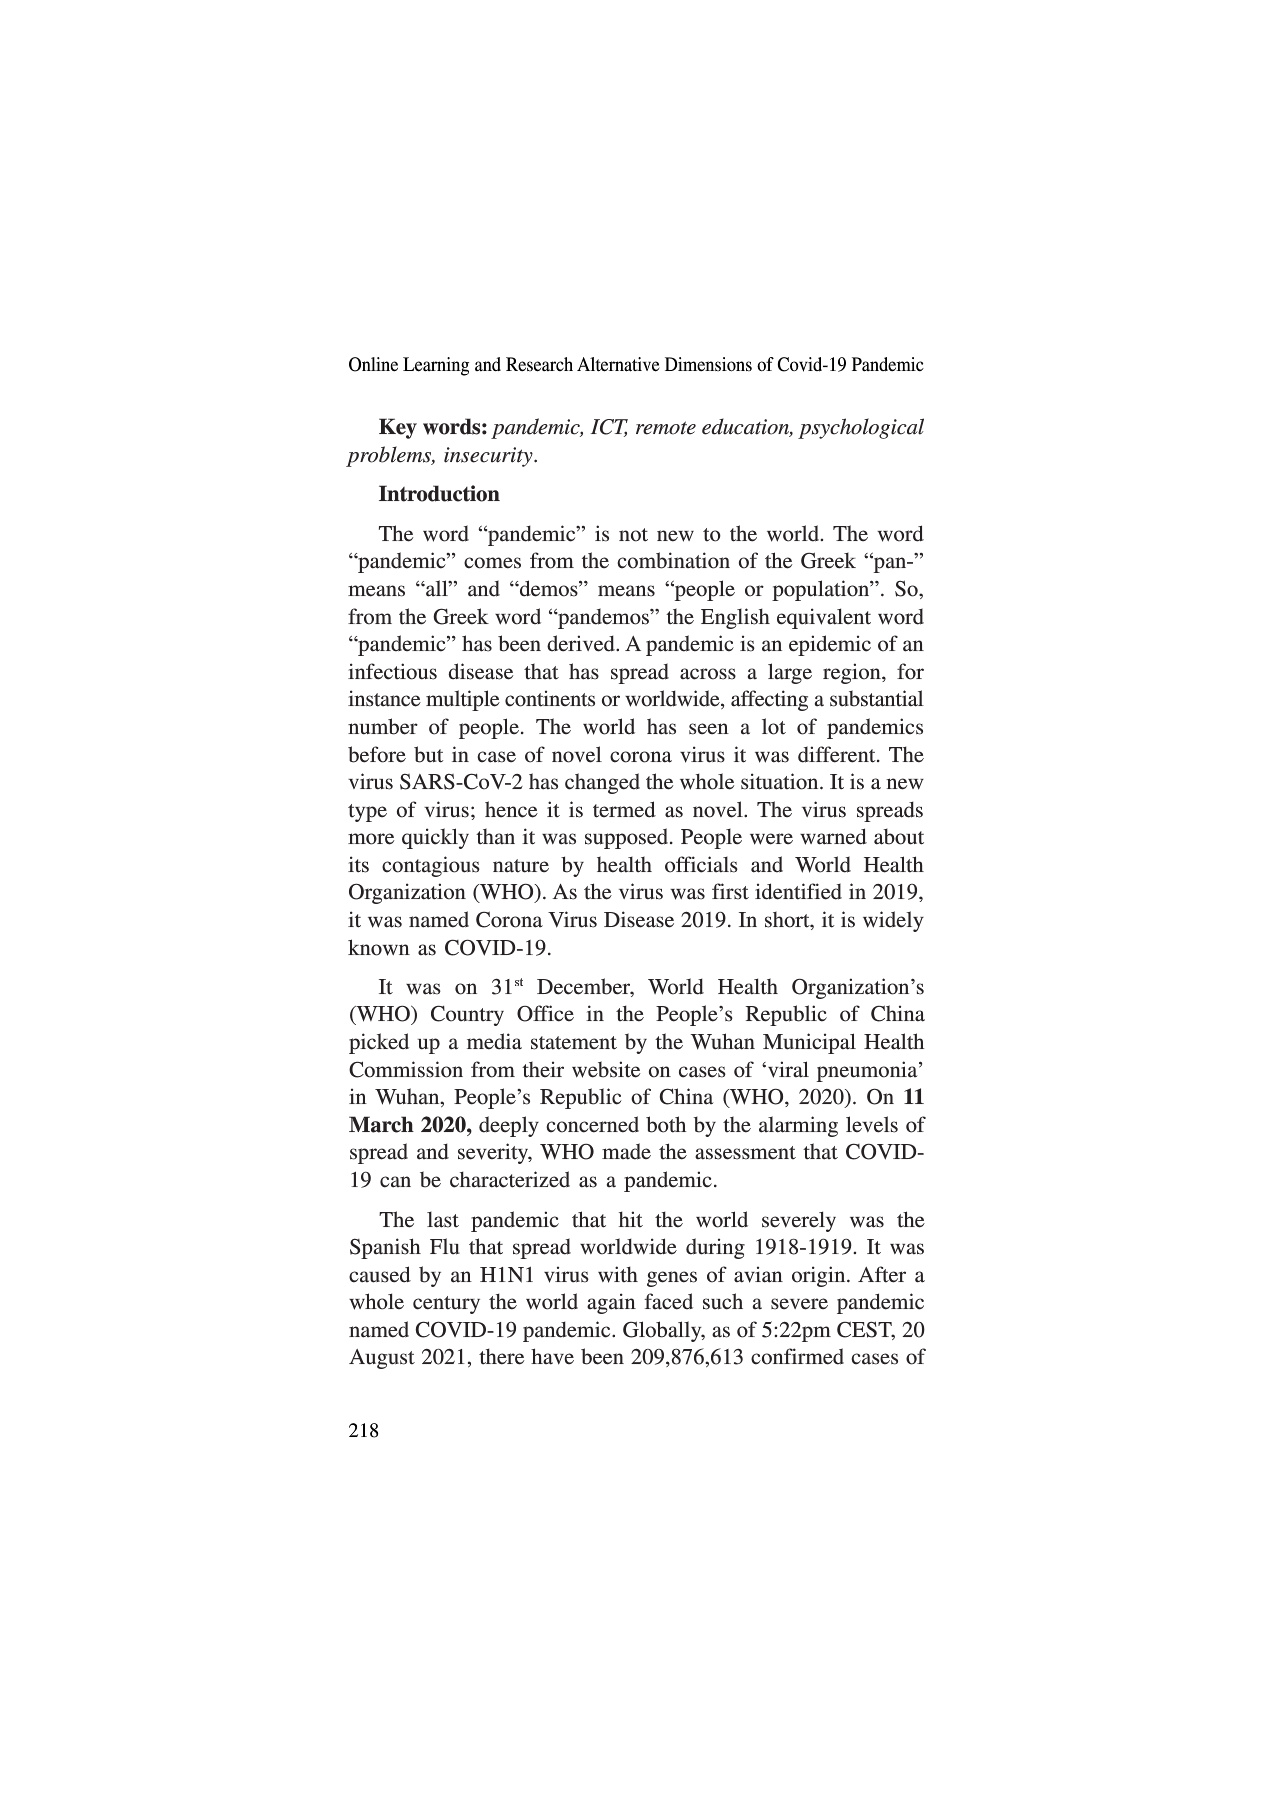 Online Learning and Research Alternative Dimensions of Covid-19 Pandemic
Key words: pandemic, ICT, remote education, psychological
problems, insecurity.
Introduction
The word “pandemic” is not new to the world. The word
“pandemic” comes from the combination of the Greek “pan-”
means “all” and “demos” means “people or population”. So,
from the Greek word “pandemos” the English equivalent word
“pandemic” has been derived. A pandemic is an epidemic of an
infectious disease that has spread across a large region, for
instance multiple continents or worldwide, affecting a substantial
number of people. The world has seen a lot of pandemics
before but in case of novel corona virus it was different. The
virus SARS-CoV-2 has changed the whole situation. It is a new
type of virus; hence it is termed as novel. The virus spreads
more quickly than it was supposed. People were warned about
its contagious nature by health officials and World Health
Organization (WHO). As the virus was first identified in 2019,
it was named Corona Virus Disease 2019. In short, it is widely
known as COVID-19.
It was on 31st December, World Health Organization’s
(WHO) Country Office in the People’s Republic of China
picked up a media statement by the Wuhan Municipal Health
Commission from their website on cases of ‘viral pneumonia’
in Wuhan, People’s Republic of China (WHO, 2020). On 11
March 2020, deeply concerned both by the alarming levels of
spread and severity, WHO made the assessment that COVID-
19 can be characterized as a pandemic.
The last pandemic that hit the world severely was the
Spanish Flu that spread worldwide during 1918-1919. It was
caused by an H1N1 virus with genes of avian origin. After a
whole century the world again faced such a severe pandemic
named COVID-19 pandemic. Globally, as of 5:22pm CEST, 20
August 2021, there have been 209,876,613 confirmed cases of
218